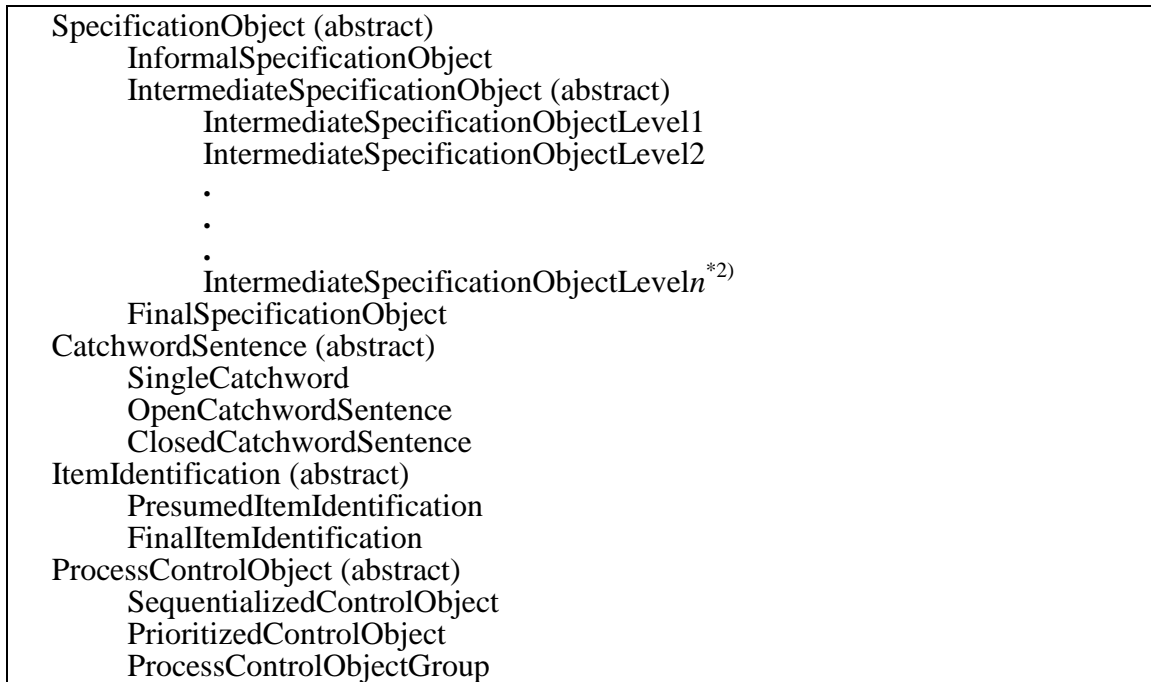 SpecificationObject (abstract)
InformalSpecificationObject
IntermediateSpecificationObject (abstract)
IntermediateSpecificationObjectLevel1
IntermediateSpecificationObjectLevel2
.
.
.
IntermediateSpecificationObjectLeveln*2)
FinalSpecificationObject
CatchwordSentence (abstract)
SingleCatchword
OpenCatchwordSentence
ClosedCatchwordSentence
ItemIdentification (abstract)
PresumedItemIdentification
FinalItemIdentification
ProcessControlObject (abstract)
SequentializedControlObject
PrioritizedControlObject
ProcessControlObjectGroup